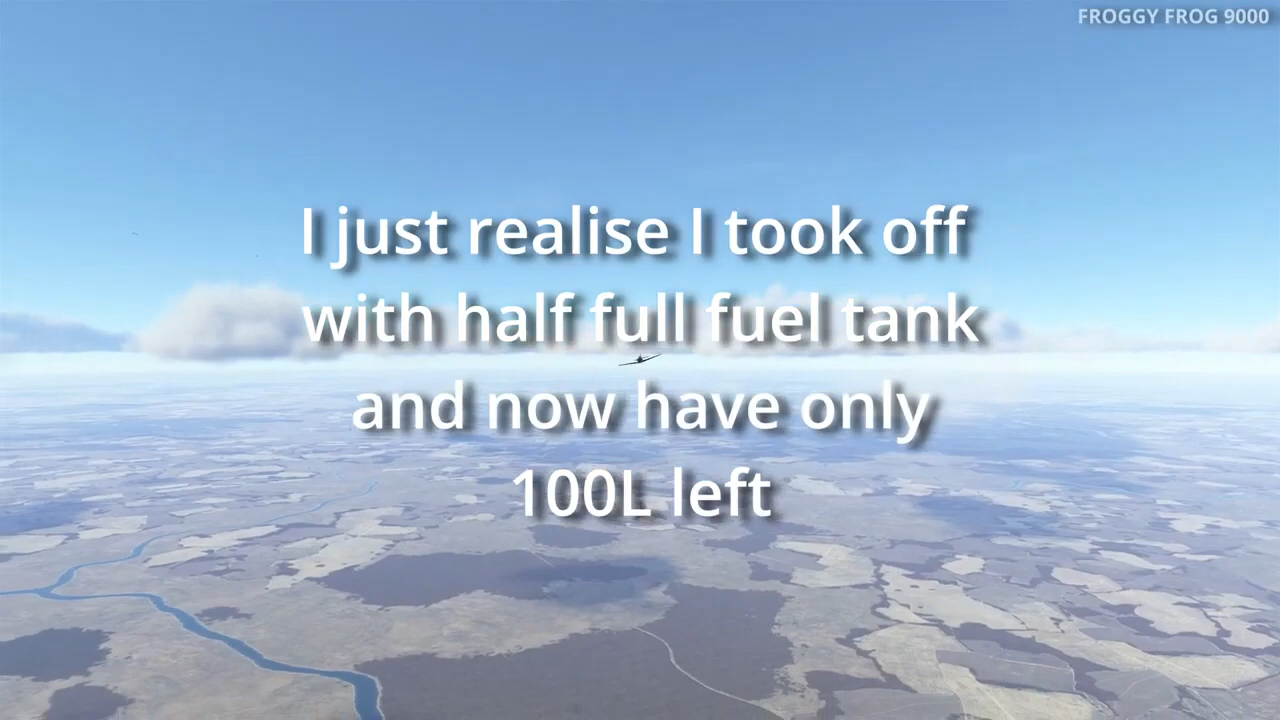 FROGGY FROG 9000
I just realise I took off
with half full fuel tank
and now have only
100L left